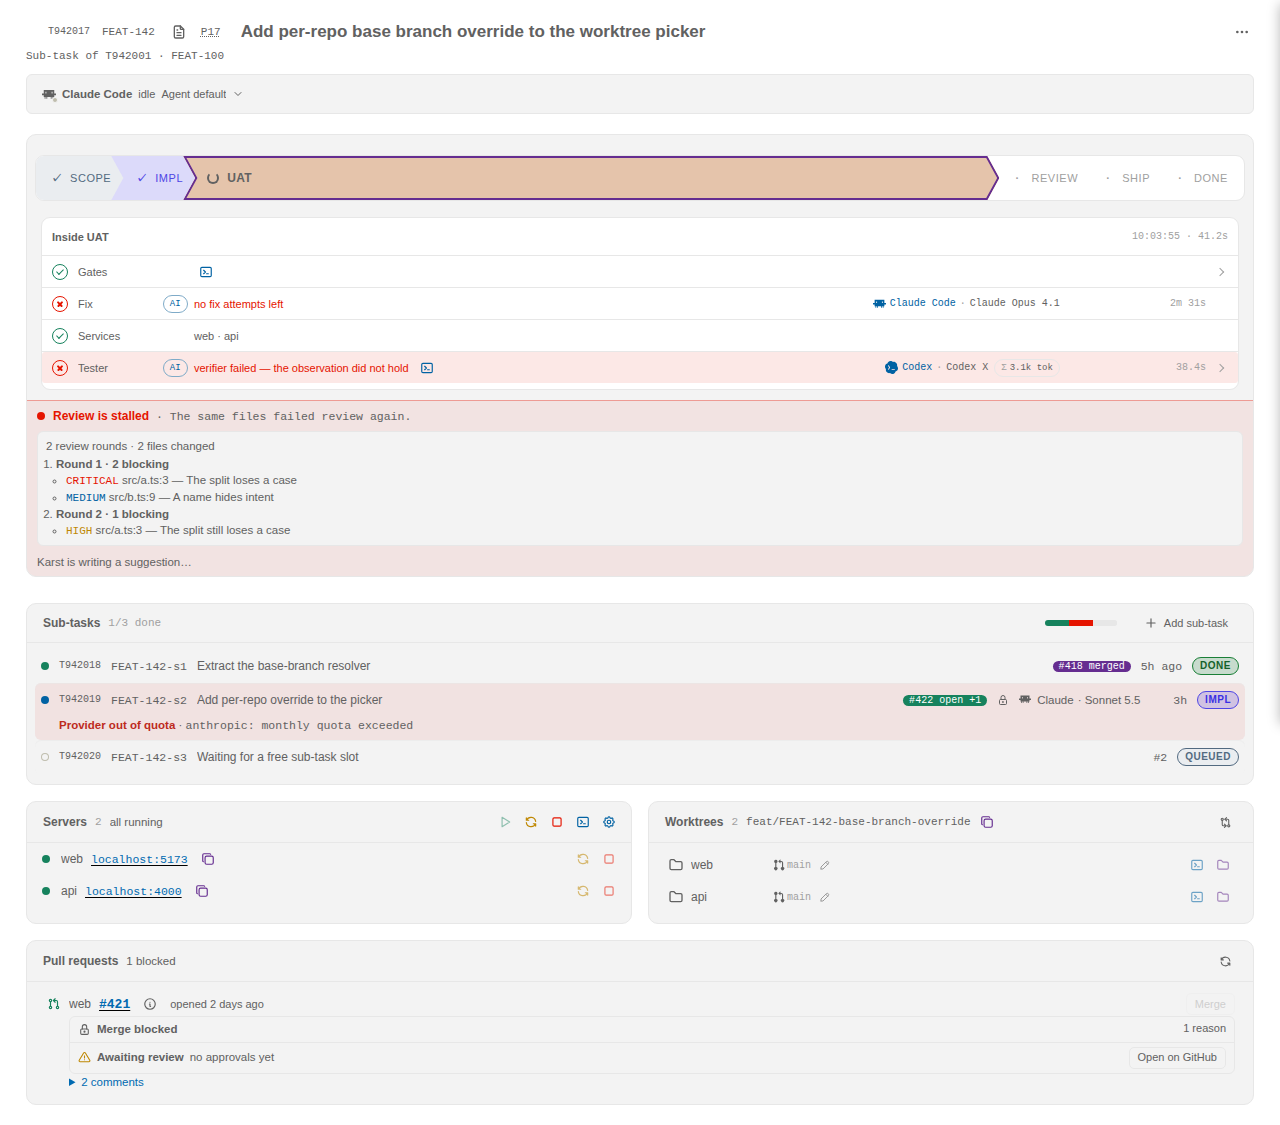 T942017 FEAT-142 P17 Add per-repo base branch override to the worktree picker
Sub-task of T942001 · FEAT-100
Claude Code idle Agent default
SCOPE IMPL UAT · REVIEW · SHIP · DONE
Inside UAT 10:03:55 · 41.2s
Gates
Fix AI no fix attempts left Claude Code · Claude Opus 4.1 2m 31s
Services web · api
Tester AI verifier failed — the observation did not hold Codex · Codex X Σ 3.1k tok 38.4s
Review is stalled · The same files failed review again.
2 review rounds · 2 files changed
1. Round 1 · 2 blocking
CRITICAL src/a.ts:3 — The split loses a case
MEDIUM src/b.ts:9 — A name hides intent
2. Round 2 · 1 blocking
HIGH src/a.ts:3 — The split still loses a case
Karst is writing a suggestion…
Sub-tasks 1/3 done Add sub-task
T942018 FEAT-142-s1 Extract the base-branch resolver #418 merged 5h ago DONE
T942019 FEAT-142-s2 Add per-repo override to the picker #422 open +1 Claude · Sonnet 5.5 3h IMPL
Provider out of quota · anthropic: monthly quota exceeded
T942020 FEAT-142-s3 Waiting for a free sub-task slot #2 QUEUED
Servers 2 all running
web localhost:5173
api localhost:4000
Worktrees 2 feat/FEAT-142-base-branch-override
web main
api main
Pull requests 1 blocked
web #421 opened 2 days ago Merge
Merge blocked 1 reason
Awaiting review no approvals yet Open on GitHub
2 comments